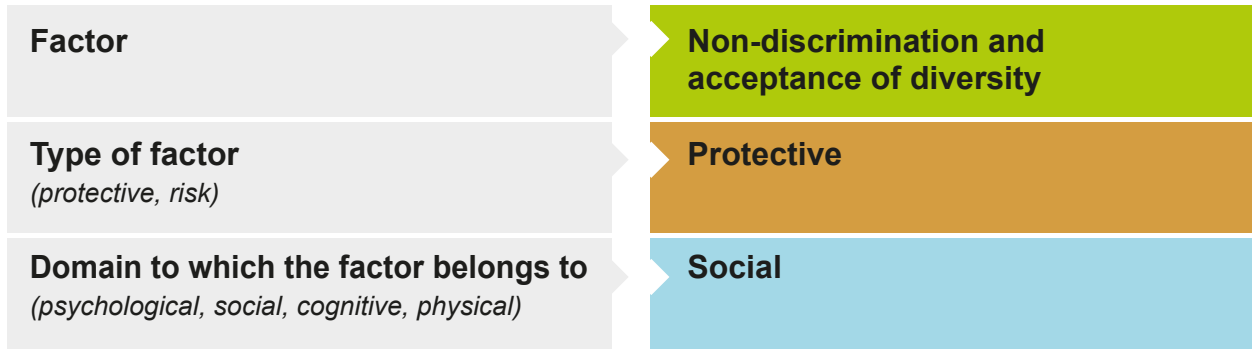 Factor
Non-discrimination and
acceptance of diversity
Type of factor
(protective, risk)
Protective
Domain to which the factor belongs to
(psychological, social, cognitive, physical)
Social